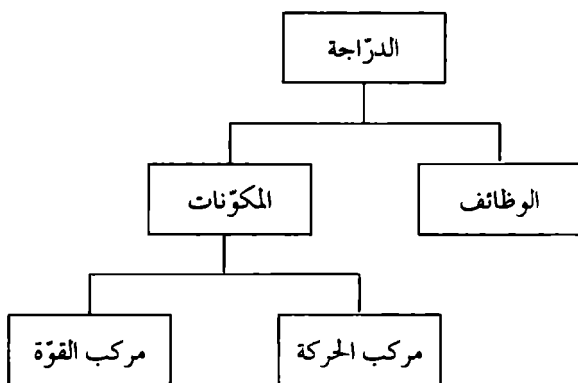 الدرّاجة
الوظائف
المكوّنات
مركب الحركة
مركب القوّة